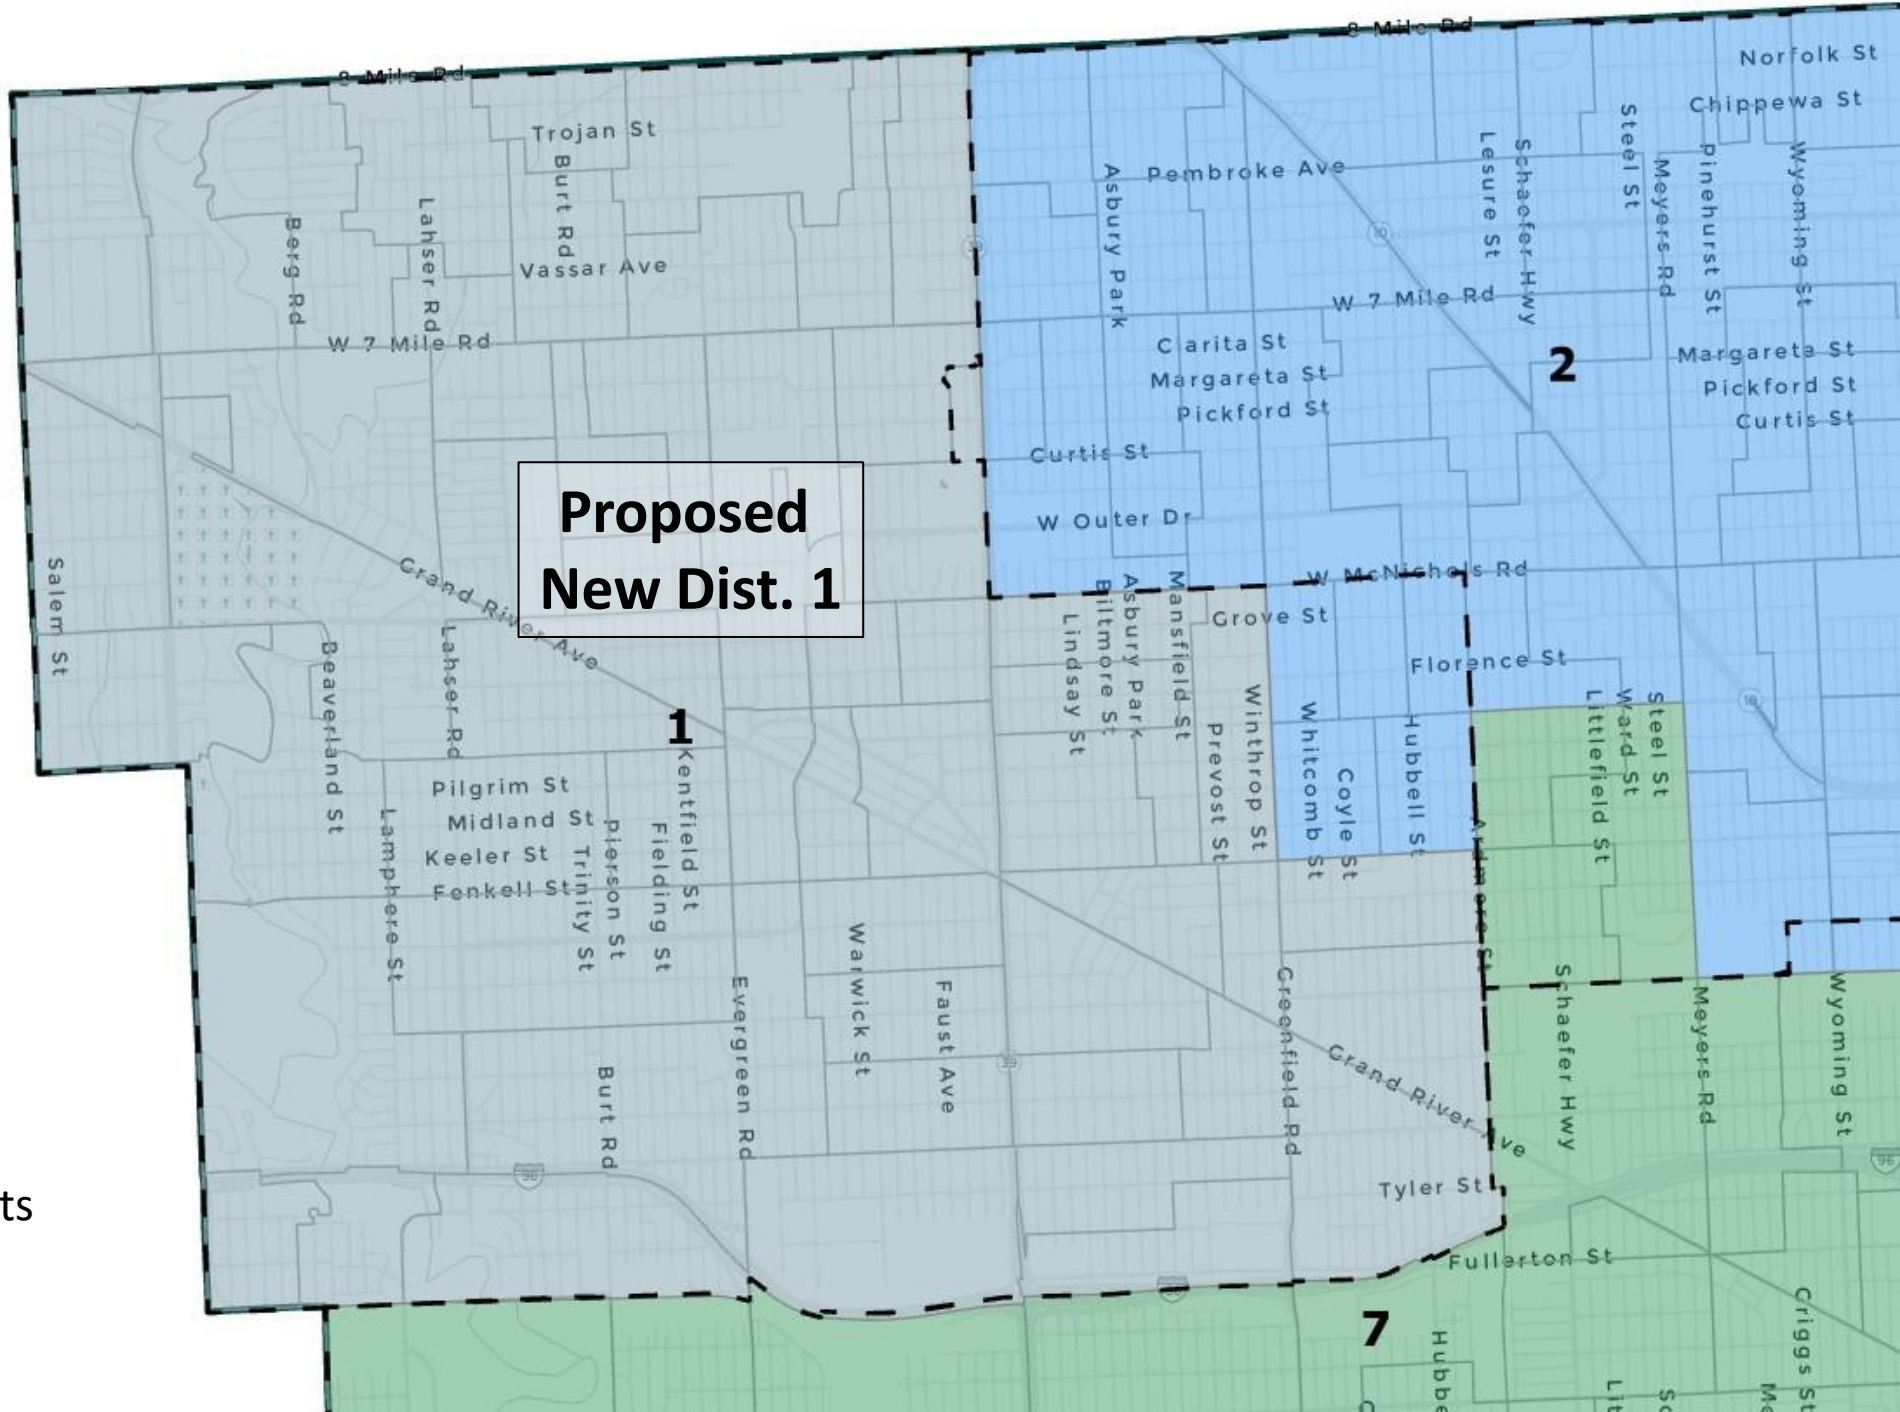 8 Mile Rd
8 Mile Rd
Norfolk St
Chippewa St
Trojan St
Burt Rd
Pembroke Ave
Asbury Park
Lesure St
Schaefer Hwy
Steel St
Meyers Rd
Pinehurst St
Wyoming St
Berg Rd
Lahser Rd
Vassar Ave
W 7 Mile Rd
W 7 Mile Rd
Clarita St
Margareta St
Pickford St
2
Margareta St
Pickford St
Curtis St
Curtis St
W Outer Dr
Proposed
New Dist. 1
Salem St
Grand River Ave
W McNichols Rd
Beaverland St
Lahser Rd
Lindsay St
Biltmore St
Asbury Park
Mansfield St
Grove St
Florence St
1
Kentfield St
Prevost St
Winthrop St
Whitcomb St
Coyle St
Hubbell St
Littlefield St
Ward St
Steel St
Pilgrim St
Midland St
Keeler St
Fenkell St
Lamphere St
Trinity St
Pierson St
Fielding St
Ardmore St
Warwick St
Faust Ave
Evergreen Rd
Burt Rd
Greenfield Rd
Grand River Ave
Schaefer Hwy
Meyers Rd
Wyoming St
96
96
Tyler St
ts
Fullerton St
7
Hubbe
Griggs St
Lit